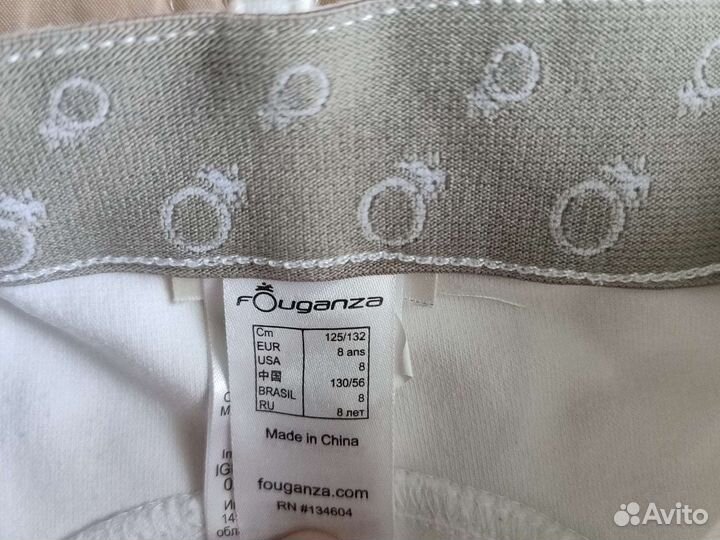 fouganza
Cm 125/132
EUR 8 ans
USA 8
中国 130/56
BRASIL 8
RU 8 лет
Made in China
fouganza.com
RN #134604
Avito